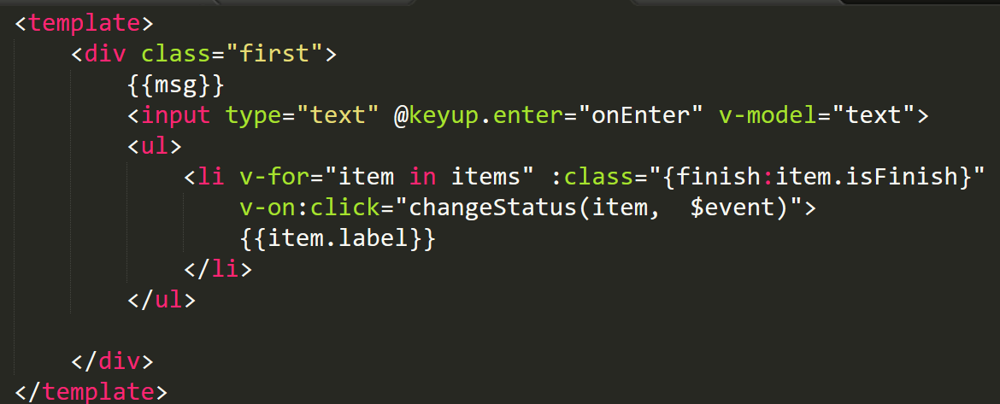 <template>
<div class="first">
{{msg}}
<input type="text" @keyup.enter="onEnter" v-model="text">
<ul>
<li v-for="item in items" :class="{finish:item.isFinish}"
v-on:click="changeStatus(item,  $event)">
{{item.label}}
</li>
</ul>
</div>
</template>